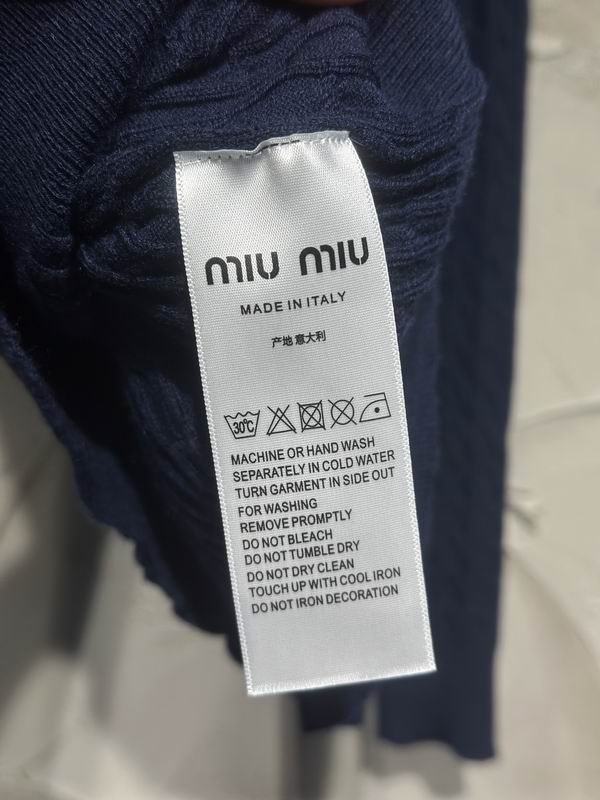 miu miu
MADE IN ITALY
产地 意大利
30℃
MACHINE OR HAND WASH
SEPARATELY IN COLD WATER
TURN GARMENT IN SIDE OUT
FOR WASHING
REMOVE PROMPTLY
DO NOT BLEACH
DO NOT TUMBLE DRY
DO NOT DRY CLEAN
TOUCH UP WITH COOL IRON
DO NOT IRON DECORATION